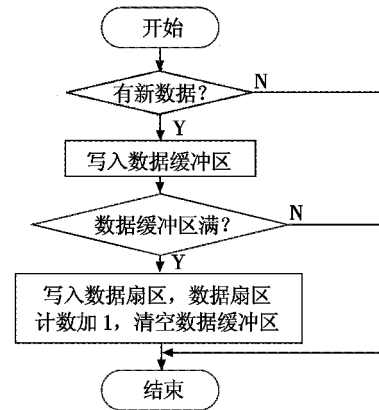 开始
有新数据?
N
Y
写入数据缓冲区
数据缓冲区满?
N
Y
写入数据扇区,数据扇区
计数加1,清空数据缓冲区
结束